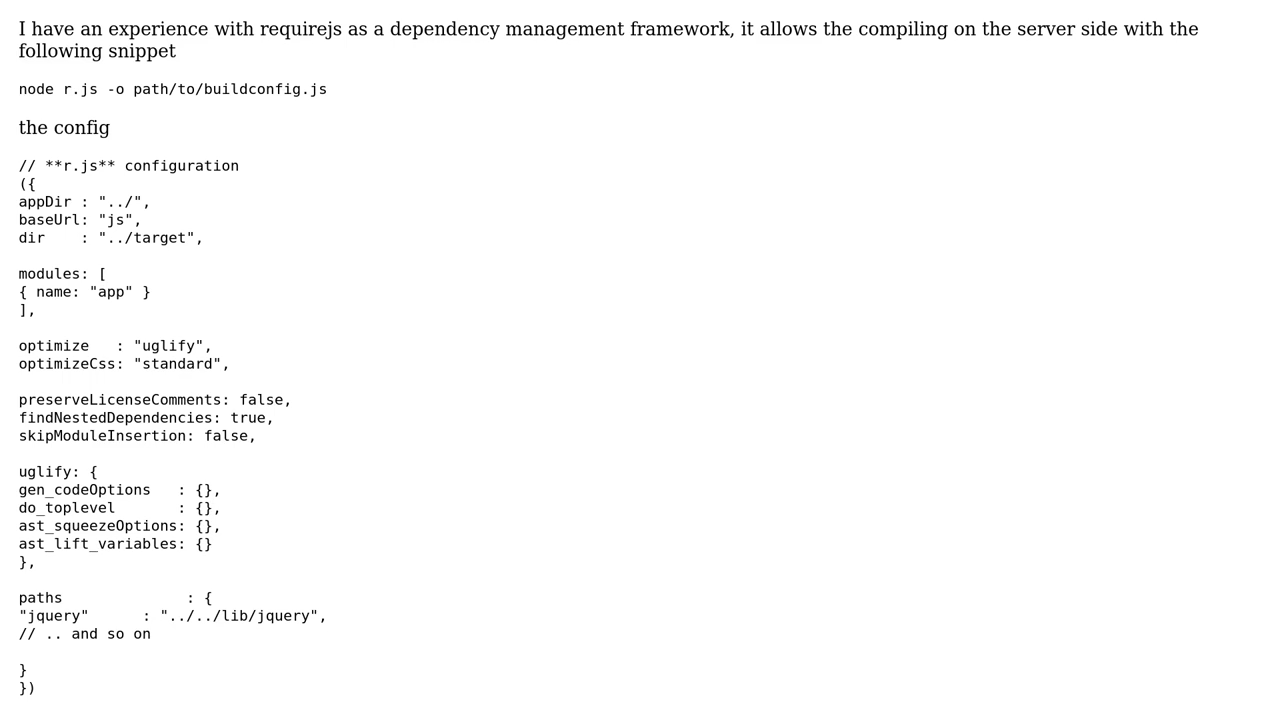 I have an experience with requirejs as a dependency management framework, it allows the compiling on the server side with the
following snippet
node r.js -o path/to/buildconfig.js
the config
// **r.js** configuration
({
appDir : "../",
baseUrl: "js",
dir    : "../target",
modules: [
{ name: "app" }
],
optimize   : "uglify",
optimizeCss: "standard",
preserveLicenseComments: false,
findNestedDependencies: true,
skipModuleInsertion: false,
uglify: {
gen_codeOptions   : {},
do_toplevel       : {},
ast_squeezeOptions: {},
ast_lift_variables: {}
},
paths              : {
"jquery"      : "../../lib/jquery",
// .. and so on
}
})